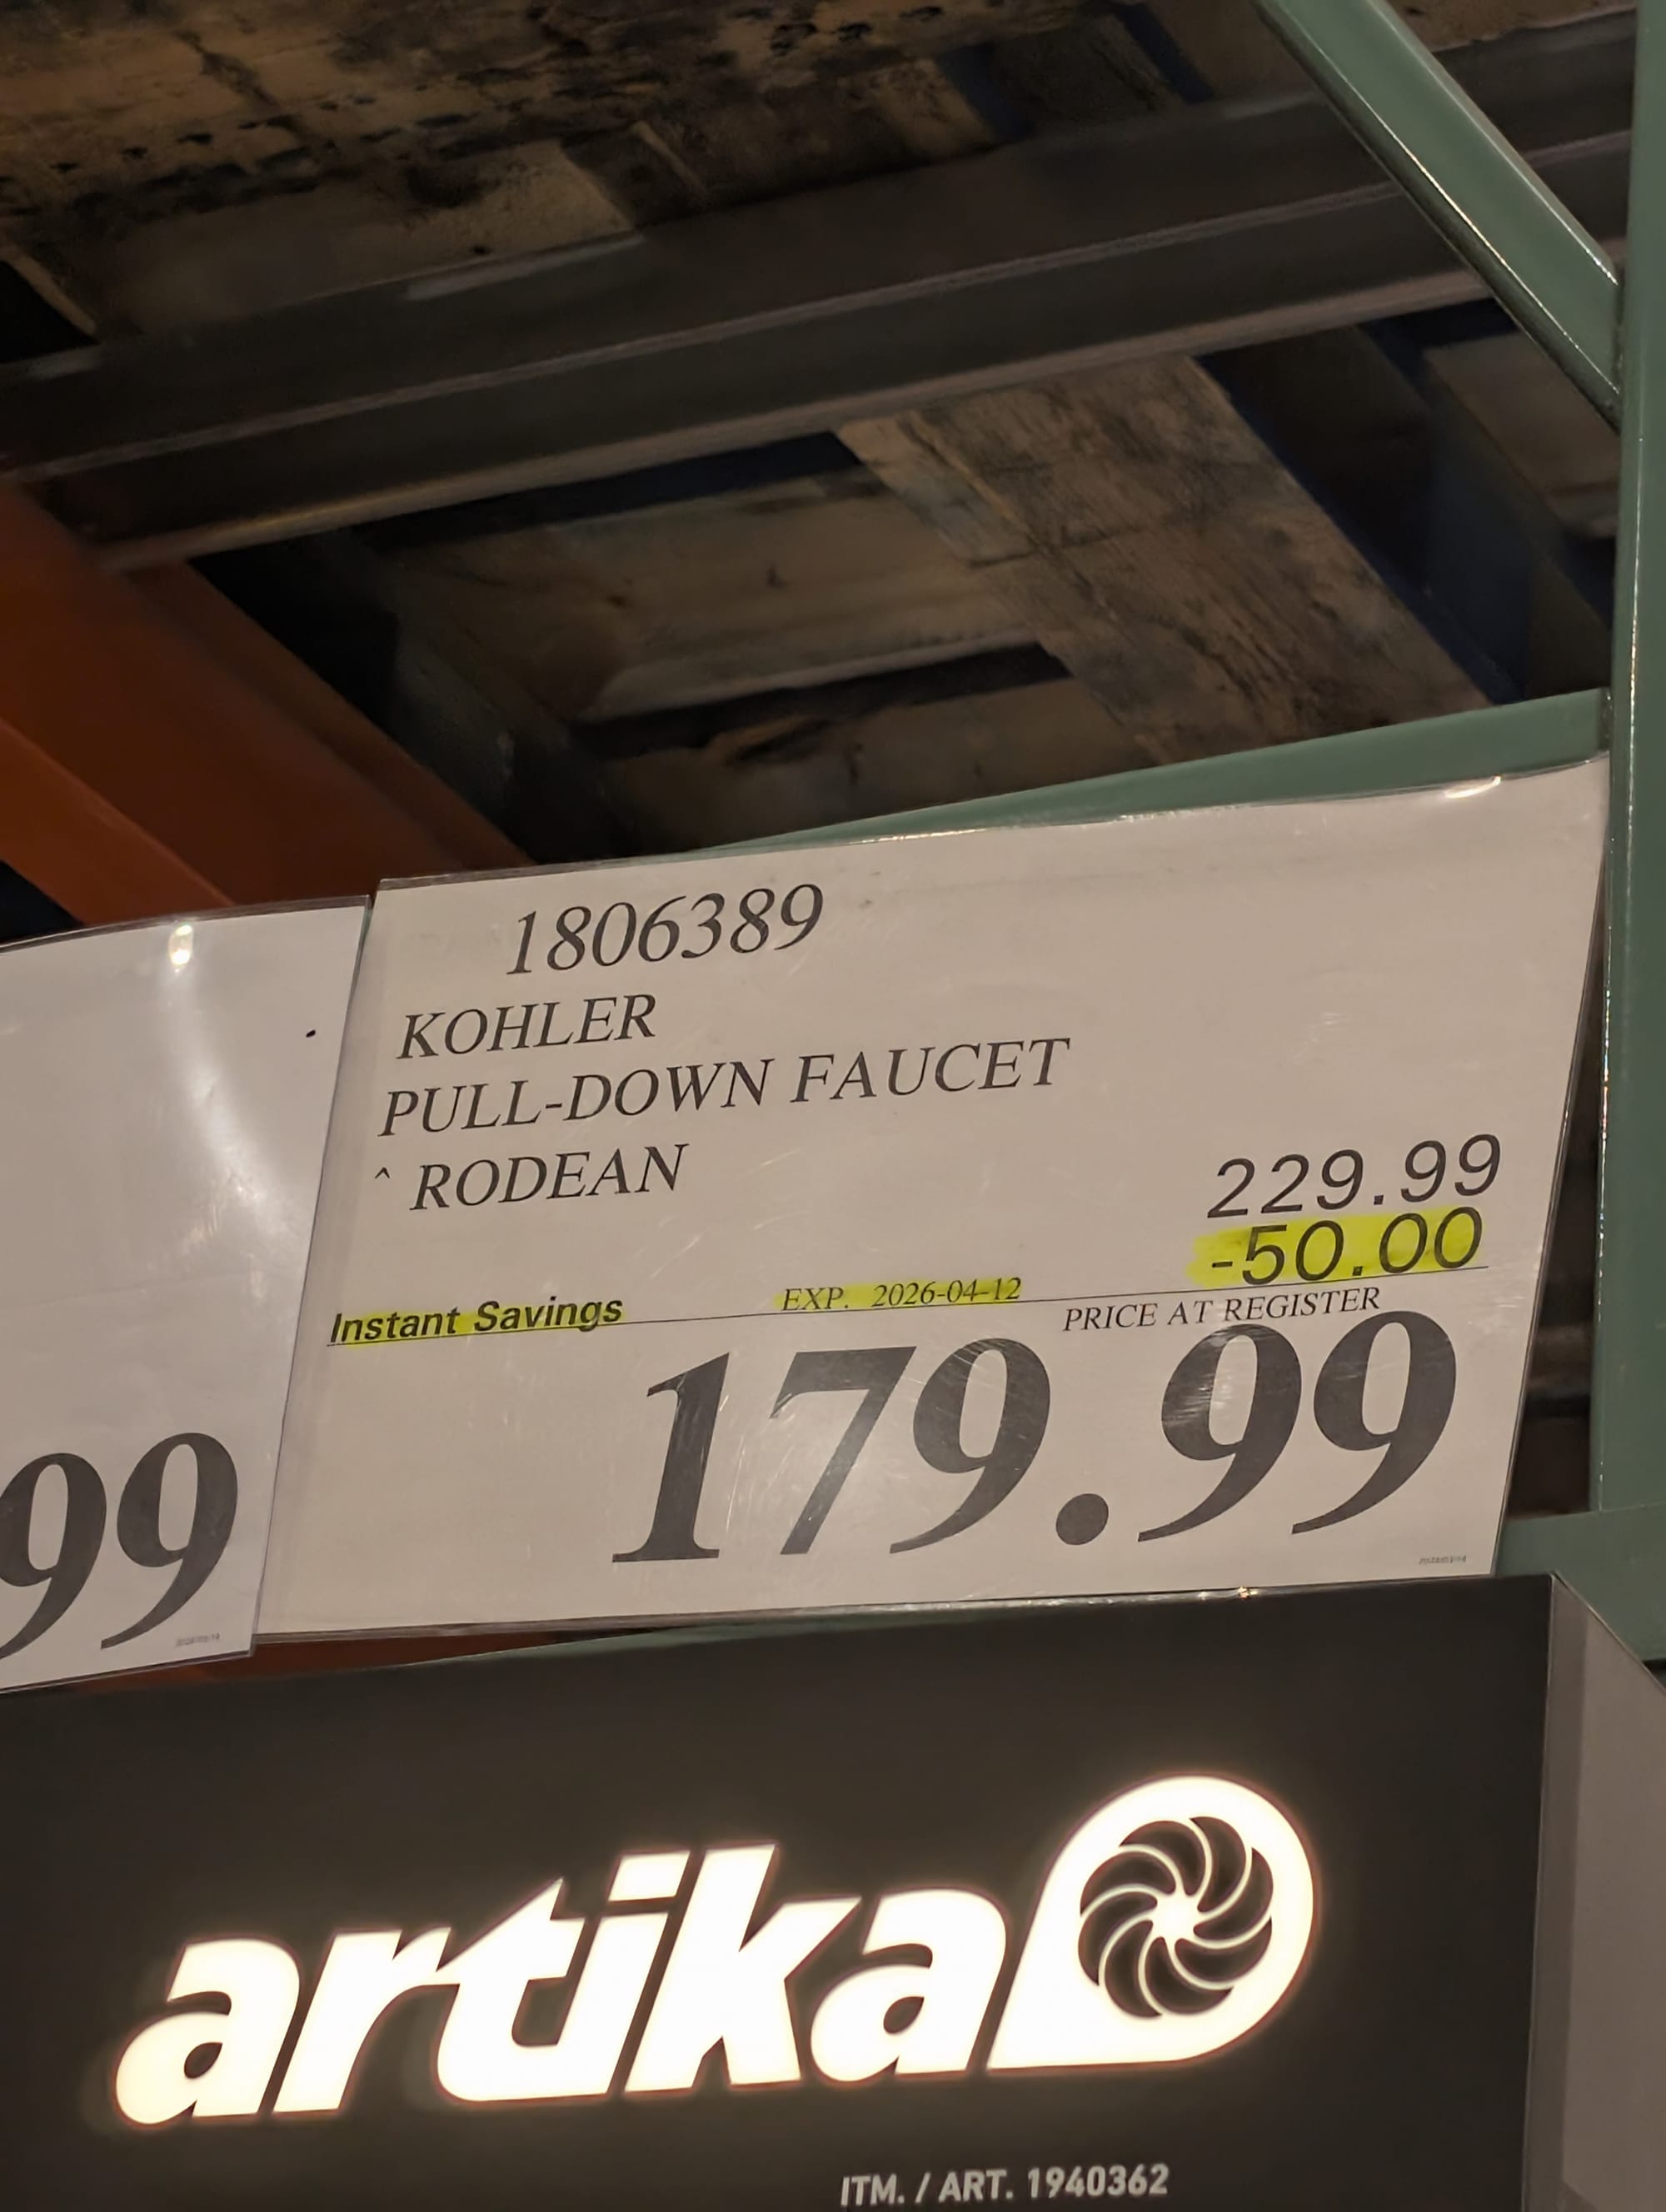 1806389
KOHLER
PULL-DOWN FAUCET
^ RODEAN
229.99
-50.00
Instant Savings EXP. 2026-04-12
PRICE AT REGISTER
179.99
99
artika
ITM. / ART. 1940362